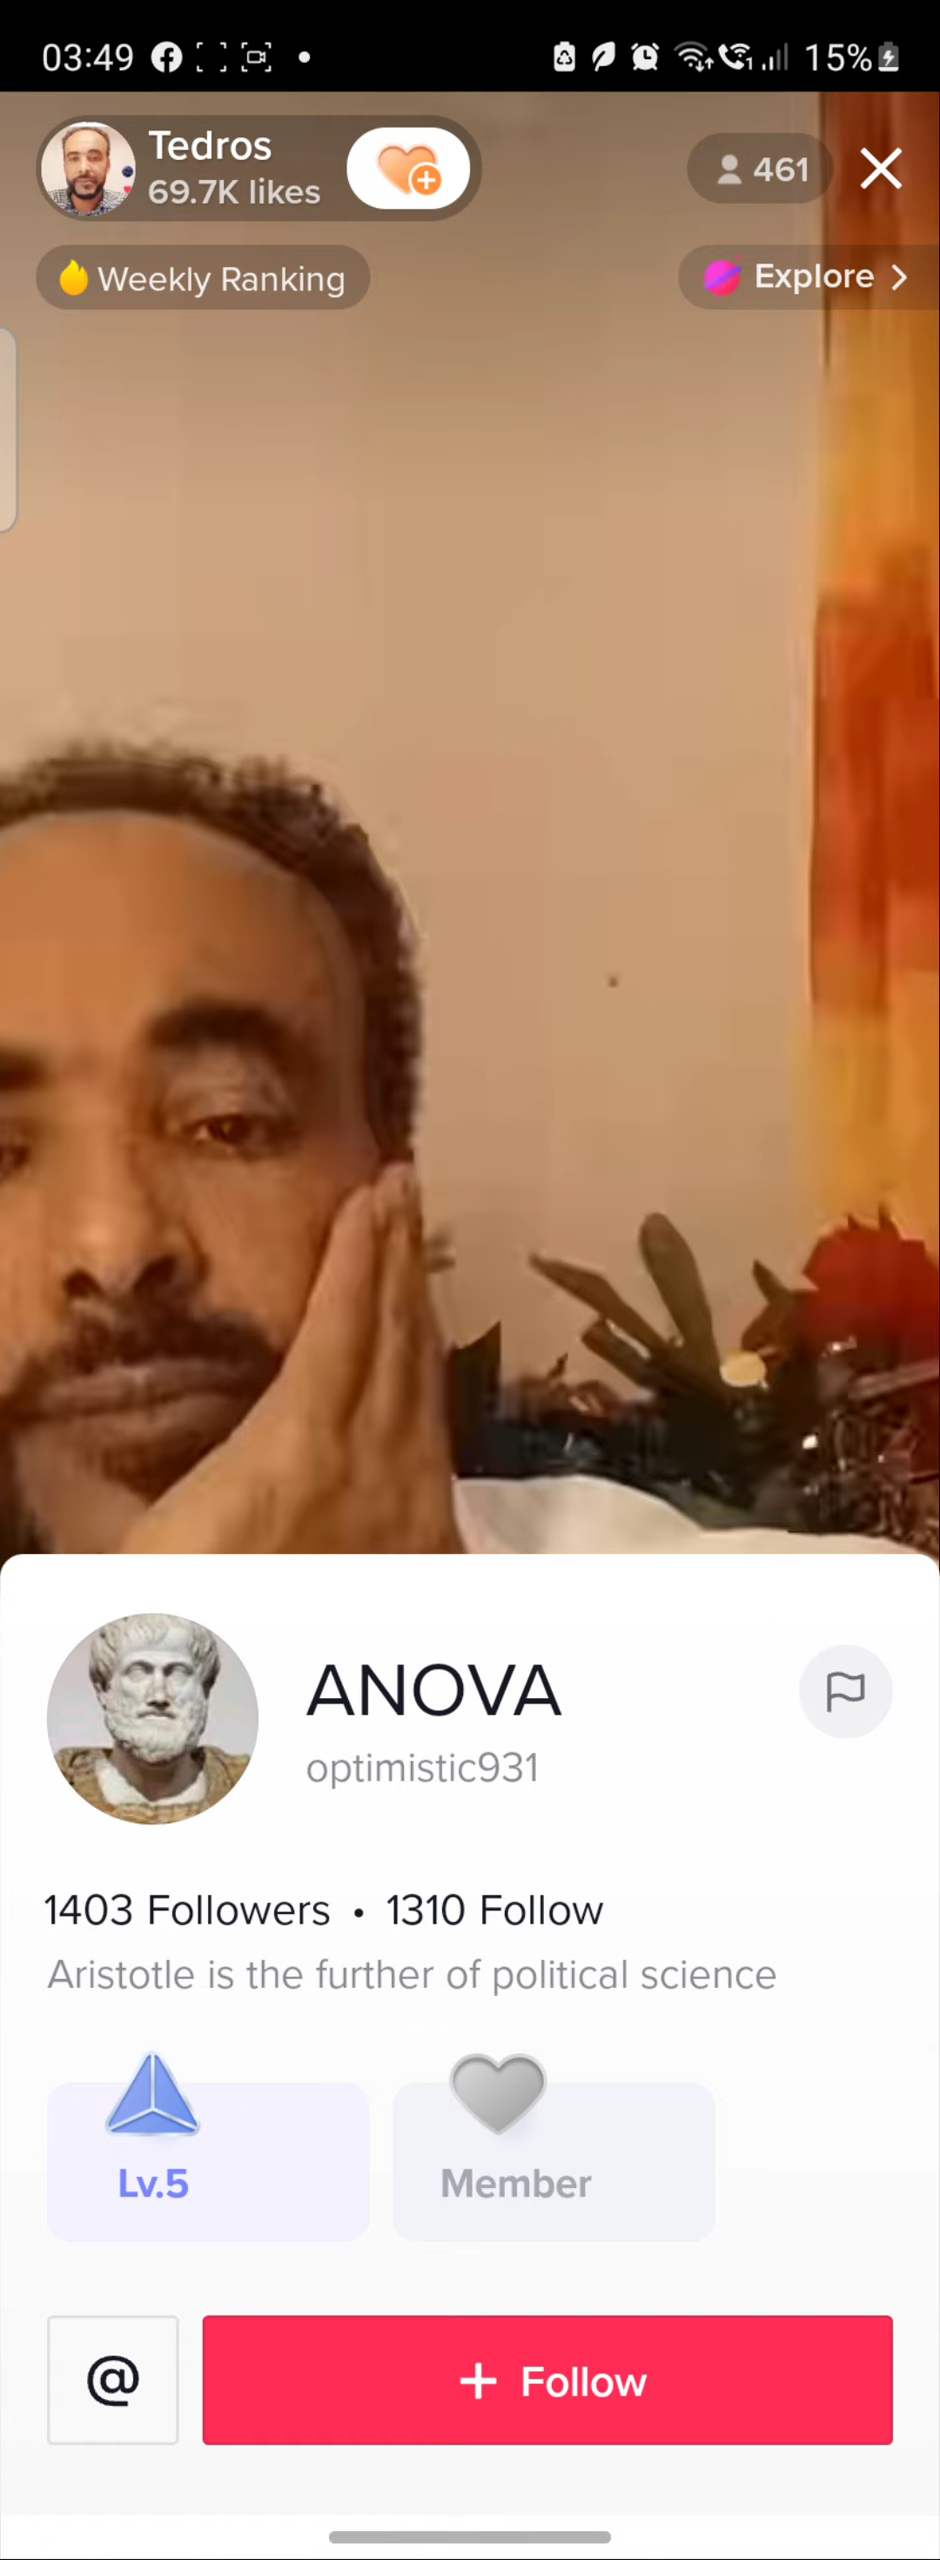 03:49
15%
Tedros
69.7K likes
461
Weekly Ranking
Explore
ANOVA
optimistic931
1403 Followers • 1310 Follow
Aristotle is the further of political science
Lv.5
Member
@
+ Follow